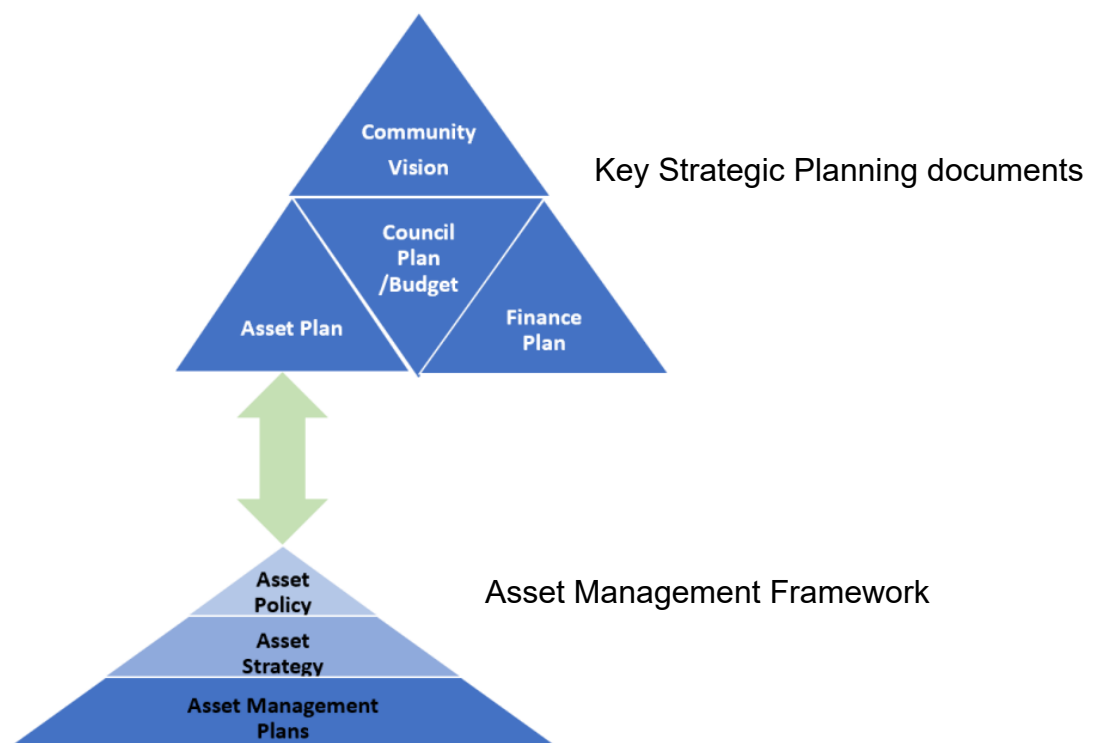 Community
Vision
Key Strategic Planning documents
Council
Plan
/Budget
Asset Plan
Finance
Plan
Asset
Policy
Asset Management Framework
Asset
Strategy
Asset Management
Plans